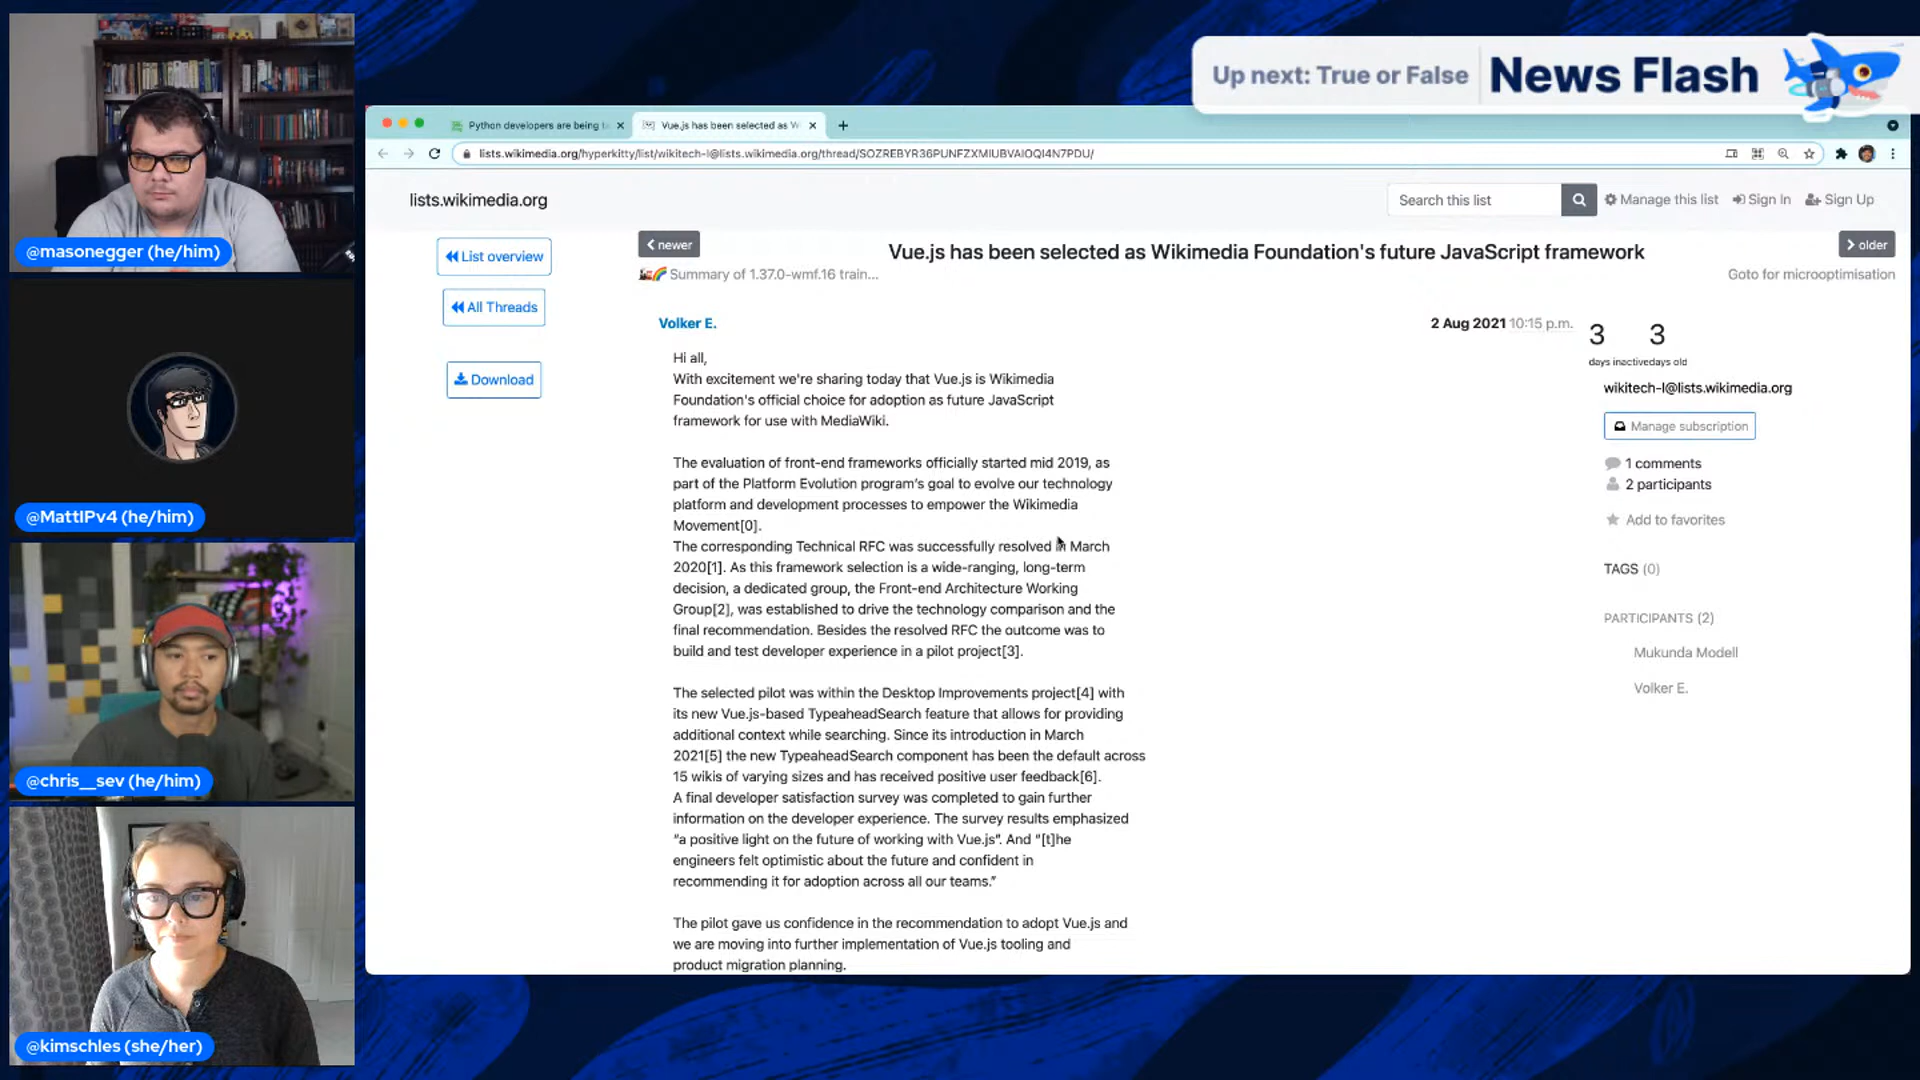 @masonegger (he/him)
@MattIPv4 (he/him)
@chris__sev (he/him)
@kimschles (she/her)
Up next: True or False
News Flash
Python developers are being t
Vue.js has been selected as W
lists.wikimedia.org/hyperkitty/list/wikitech-l@lists.wikimedia.org/thread/SOZREBYR36PUNFZXMIUBVAIOQI4N7PDU/
lists.wikimedia.org
Search this list
Manage this list
Sign In
Sign Up
List overview
All Threads
Download
newer
Summary of 1.37.0-wmf.16 train...
Vue.js has been selected as Wikimedia Foundation's future JavaScript framework
older
Goto for microoptimisation
Volker E.
2 Aug 2021 10:15 p.m.
Hi all,
With excitement we're sharing today that Vue.js is Wikimedia
Foundation's official choice for adoption as future JavaScript
framework for use with MediaWiki.
The evaluation of front-end frameworks officially started mid 2019, as
part of the Platform Evolution program's goal to evolve our technology
platform and development processes to empower the Wikimedia
Movement[0].
The corresponding Technical RFC was successfully resolved in March
2020[1]. As this framework selection is a wide-ranging, long-term
decision, a dedicated group, the Front-end Architecture Working
Group[2], was established to drive the technology comparison and the
final recommendation. Besides the resolved RFC the outcome was to
build and test developer experience in a pilot project[3].
The selected pilot was within the Desktop Improvements project[4] with
its new Vue.js-based TypeaheadSearch feature that allows for providing
additional context while searching. Since its introduction in March
2021[5] the new TypeaheadSearch component has been the default across
15 wikis of varying sizes and has received positive user feedback[6].
A final developer satisfaction survey was completed to gain further
information on the developer experience. The survey results emphasized
“a positive light on the future of working with Vue.js”. And “[t]he
engineers felt optimistic about the future and confident in
recommending it for adoption across all our teams.”
The pilot gave us confidence in the recommendation to adopt Vue.js and
we are moving into further implementation of Vue.js tooling and
product migration planning.
3 3
days inactive days old
wikitech-l@lists.wikimedia.org
Manage subscription
1 comments
2 participants
Add to favorites
TAGS (0)
PARTICIPANTS (2)
Mukunda Modell
Volker E.